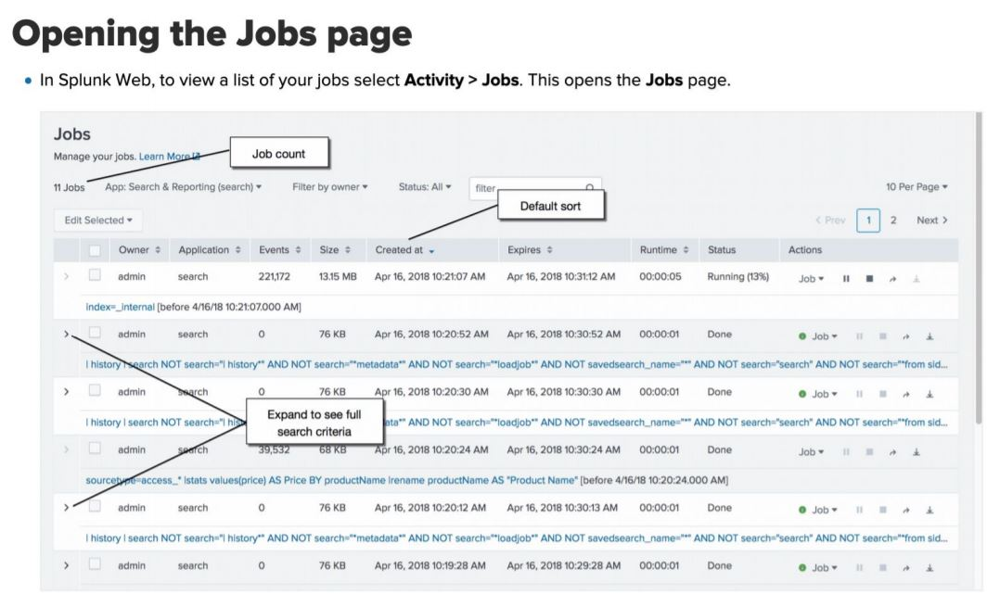 Opening the Jobs page
• In Splunk Web, to view a list of your jobs select Activity > Jobs. This opens the Jobs page.
Jobs
Manage your jobs. Learn More
Job count
11 Jobs App: Search & Reporting (search) Filter by owner Status: All filter 10 Per Page
Default sort
Edit Selected < Prev 1 2 Next >
Owner Application Events Size Created at Expires Runtime Status Actions
> admin search 221,172 13.15 MB Apr 16, 2018 10:21:07 AM Apr 16, 2018 10:31:12 AM 00:00:05 Running (13%) Job
index=_internal [before 4/16/18 10:21:07.000 AM]
> admin search 0 76 KB Apr 16, 2018 10:20:52 AM Apr 16, 2018 10:30:52 AM 00:00:01 Done Job
| history | search NOT search="| history*" AND NOT search="*metadata*" AND NOT search="*loadjob*" AND NOT savedsearch_name="*" AND NOT search="search" AND NOT search="*from sid...
> admin search 0 76 KB Apr 16, 2018 10:20:30 AM Apr 16, 2018 10:30:30 AM 00:00:01 Done Job
Expand to see full
search criteria
| history | search NOT search="| ata*" AND NOT search="*loadjob*" AND NOT savedsearch_name="*" AND NOT search="search" AND NOT search="*from sid...
> admin search 39,532 68 KB Apr 16, 2018 10:20:24 AM Apr 16, 2018 10:30:24 AM 00:00:01 Done Job
sourcetype=access_* |stats values(price) AS Price BY productName |rename productName AS "Product Name" [before 4/16/18 10:20:24.000 AM]
> admin search 0 76 KB Apr 16, 2018 10:20:12 AM Apr 16, 2018 10:30:13 AM 00:00:01 Done Job
| history | search NOT search="| history*" AND NOT search="*metadata*" AND NOT search="*loadjob*" AND NOT savedsearch_name="*" AND NOT search="search" AND NOT search="*from sid...
> admin search 0 76 KB Apr 16, 2018 10:19:28 AM Apr 16, 2018 10:29:28 AM 00:00:01 Done Job